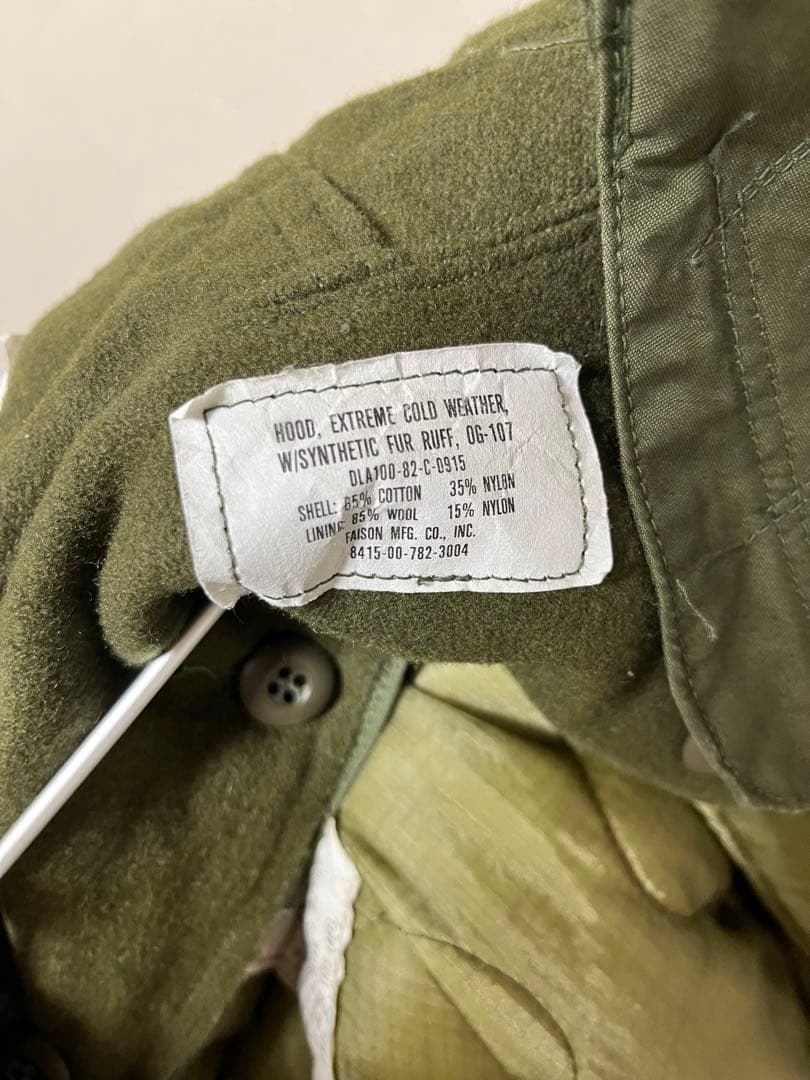 HOOD, EXTREME COLD WEATHER,
W/SYNTHETIC FUR RUFF, OG-107
DLA100-82-C-0915
SHELL: 65% COTTON 35% NYLON
LINING: 85% WOOL 15% NYLON
FAISON MFG. CO., INC.
8415-00-782-3004